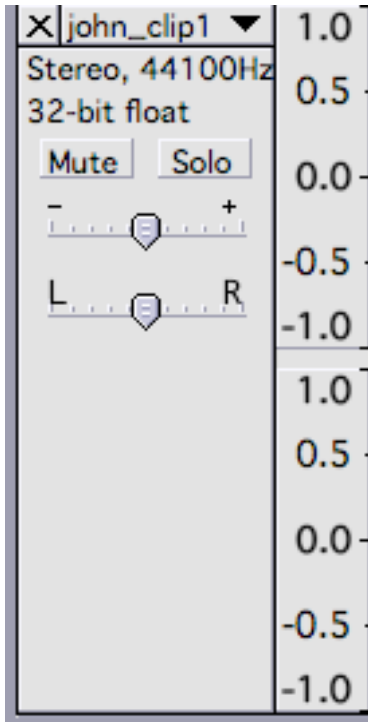 X john_clip1
Stereo, 44100Hz
32-bit float
Mute Solo
- +
L R
1.0
0.5
0.0
-0.5
-1.0
1.0
0.5
0.0
-0.5
-1.0